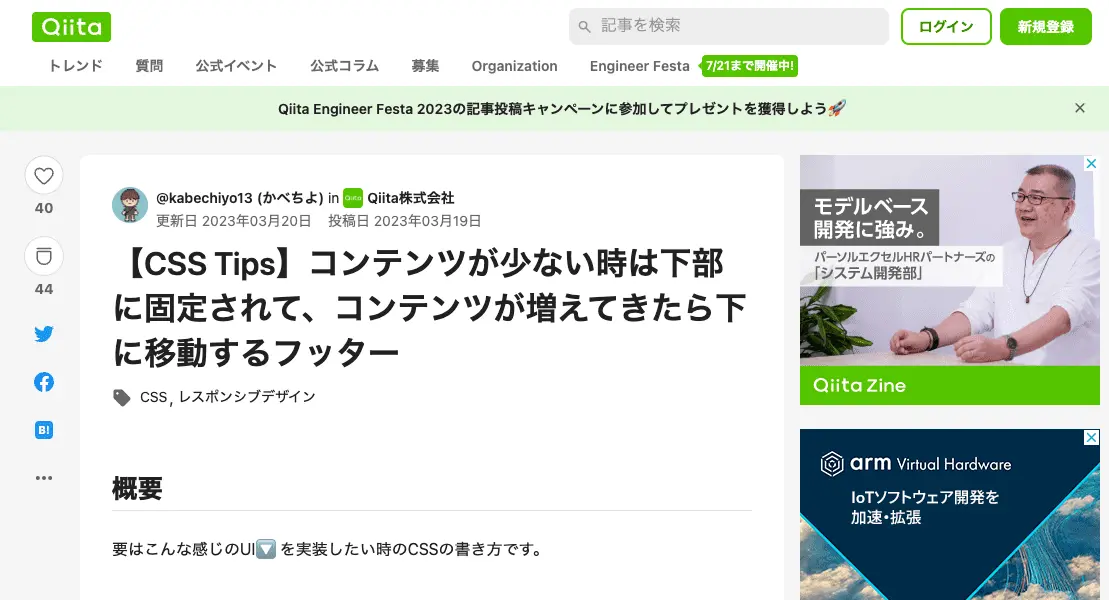 Qiita
記事を検索
ログイン
新規登録
トレンド
質問
公式イベント
公式コラム
募集
Organization
Engineer Festa
7/21まで開催中!
Qiita Engineer Festa 2023の記事投稿キャンペーンに参加してプレゼントを獲得しよう🚀
40
44
B!
@kabechiyo13 (かべちよ) in Qiita Qiita株式会社
更新日 2023年03月20日 投稿日 2023年03月19日
【CSS Tips】コンテンツが少ない時は下部
に固定されて、コンテンツが増えてきたら下
に移動するフッター
CSS, レスポンシブデザイン
概要
要はこんな感じのUI🔽 を実装したい時のCSSの書き方です。
モデルベース
開発に強み。
パーソルエクセルHRパートナーズの
「システム開発部」
Qiita Zine
arm Virtual Hardware
IoTソフトウェア開発を
加速・拡張